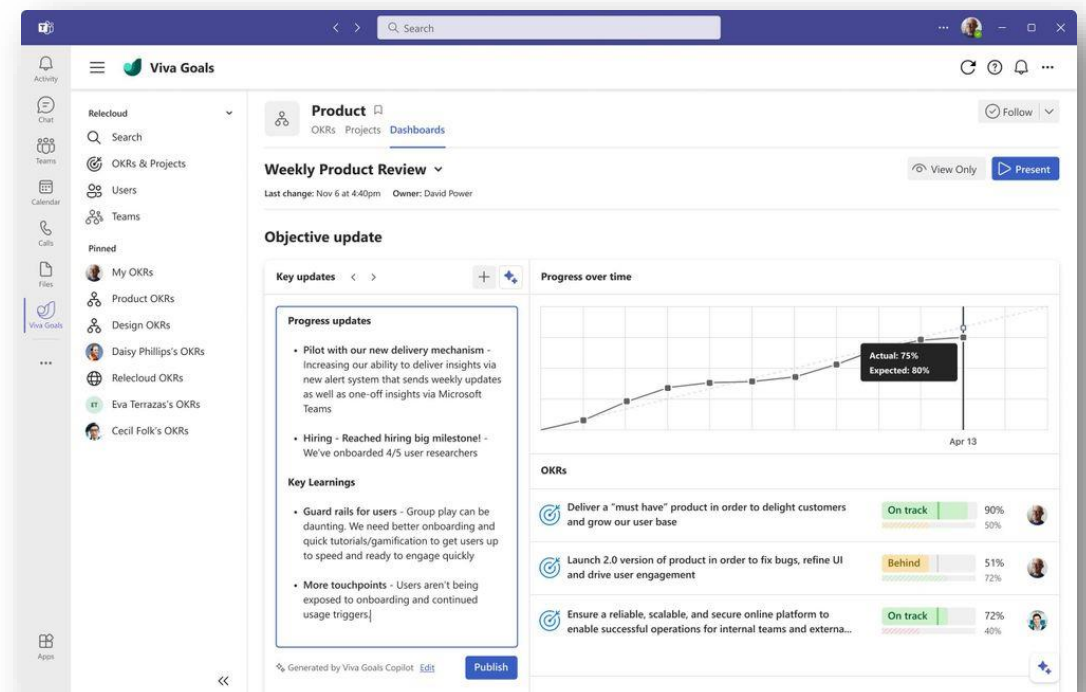 Search
Activity
Chat
Teams
Calendar
Calls
Files
Viva Goals
Apps
Viva Goals
Relecloud
Search
OKRs & Projects
Users
Teams
Pinned
My OKRs
Product OKRs
Design OKRs
Daisy Phillips's OKRs
Relecloud OKRs
ET Eva Terrazas's OKRs
Cecil Folk's OKRs
Product
Follow
OKRs Projects Dashboards
Weekly Product Review
View Only Present
Last change: Nov 6 at 4:40pm Owner: David Power
Objective update
Key updates
Progress updates
• Pilot with our new delivery mechanism -
Increasing our ability to deliver insights via
new alert system that sends weekly updates
as well as one-off insights via Microsoft
Teams
• Hiring - Reached hiring big milestone! -
We've onboarded 4/5 user researchers
Key Learnings
• Guard rails for users - Group play can be
daunting. We need better onboarding and
quick tutorials/gamification to get users up
to speed and ready to engage quickly
• More touchpoints - Users aren't being
exposed to onboarding and continued
usage triggers.
Generated by Viva Goals Copilot Edit
Publish
Progress over time
Actual: 75%
Expected: 80%
Apr 13
OKRs
Deliver a "must have" product in order to delight customers
and grow our user base
On track 90%
50%
Launch 2.0 version of product in order to fix bugs, refine UI
and drive user engagement
Behind 51%
72%
Ensure a reliable, scalable, and secure online platform to
enable successful operations for internal teams and externa...
On track 72%
40%